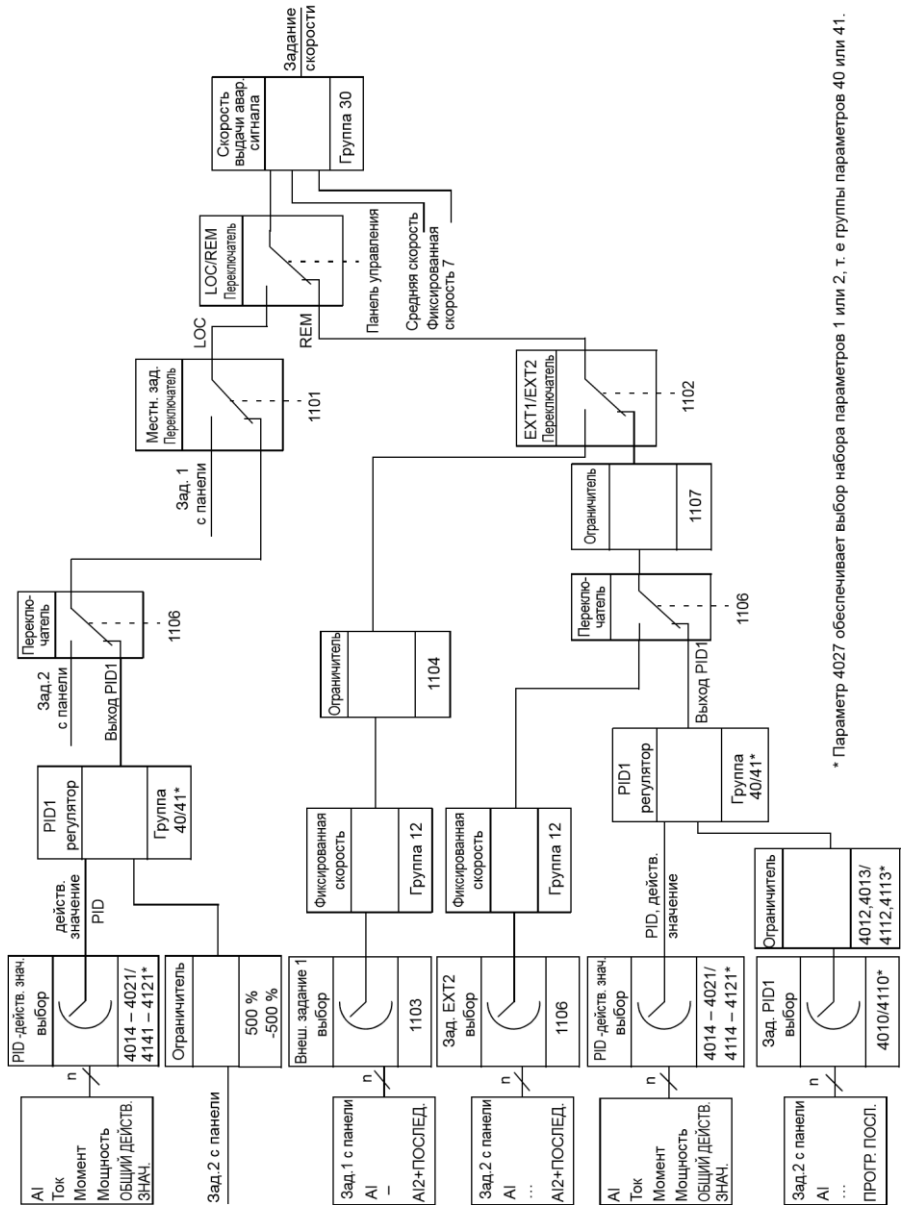 AI
Ток
Момент
Мощность
ОБЩИЙ ДЕЙСТВ.
ЗНАЧ.
n
PID -действ. знач.
выбор
4014 – 4021/
4141 – 4121*
действ.
значение
PID
PID1
регулятор
Группа
40/41*
Зад.2
с панели
Выход PID1
Переклю-
чатель
1106
Зад.2 с панели
Ограничитель
500 %
-500 %
Зад. 1
с панели
Местн. зад.
Переключатель
1101
LOC
REM
LOC/REM
Переключатель
Панель управления
Средняя скорость
Фиксированная
скорость 7
Скорость
выдачи авар.
сигнала
Группа 30
Задание
скорости
Зад.1 с панели
AI
–
AI2+ПОСЛЕД.
n
Внеш. задание 1
выбор
1103
Фиксированная
скорость
Группа 12
Ограничитель
1104
Зад.2 с панели
AI
...
AI2+ПОСЛЕД.
n
Зад. EXT2
выбор
1106
Фиксированная
скорость
Группа 12
EXT1/EXT2
Переключатель
1102
Ограничитель
1107
Переклю-
чатель
1106
AI
Ток
Момент
Мощность
ОБЩИЙ ДЕЙСТВ.
ЗНАЧ.
n
PID -действ. знач.
выбор
4014 – 4021/
4114 – 4121*
PID, действ.
значение
PID1
регулятор
Группа
40/41*
Выход PID1
Зад.2 с панели
AI
...
ПРОГР. ПОСЛ.
n
Зад. PID1
выбор
4010/4110*
Ограничитель
4012,4013/
4112,4113*
* Параметр 4027 обеспечивает выбор набора параметров 1 или 2, т. е группы параметров 40 или 41.